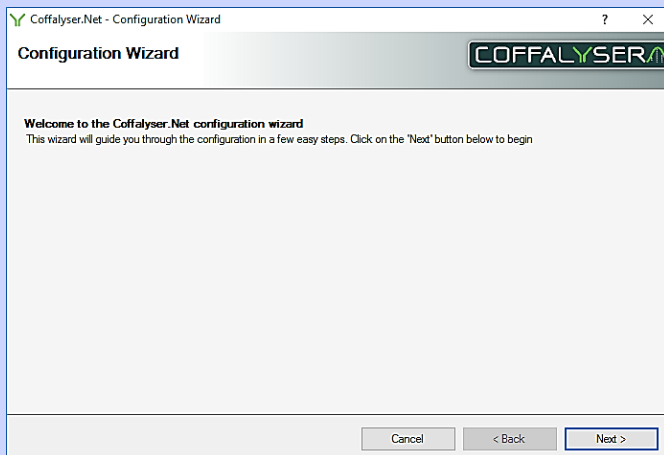 Coffalyser.Net - Configuration Wizard
?
Configuration Wizard
COFFALYSER
Welcome to the Coffalyser.Net configuration wizard
This wizard will guide you through the configuration in a few easy steps. Click on the "Next" button below to begin
Cancel
< Back
Next >